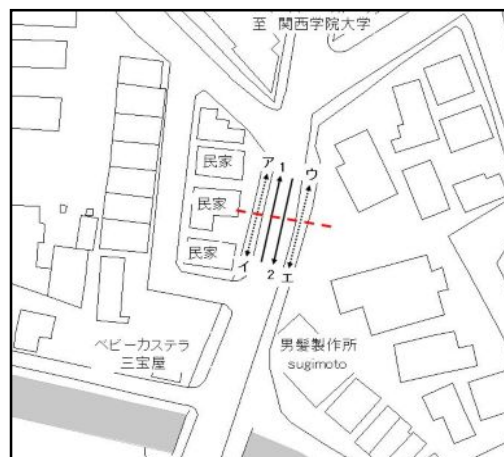 至 関西学院大学
民家
ア
1
ウ
民家
民家
イ
2
エ
ベビーカステラ
三宝屋
男髪製作所
sugimoto